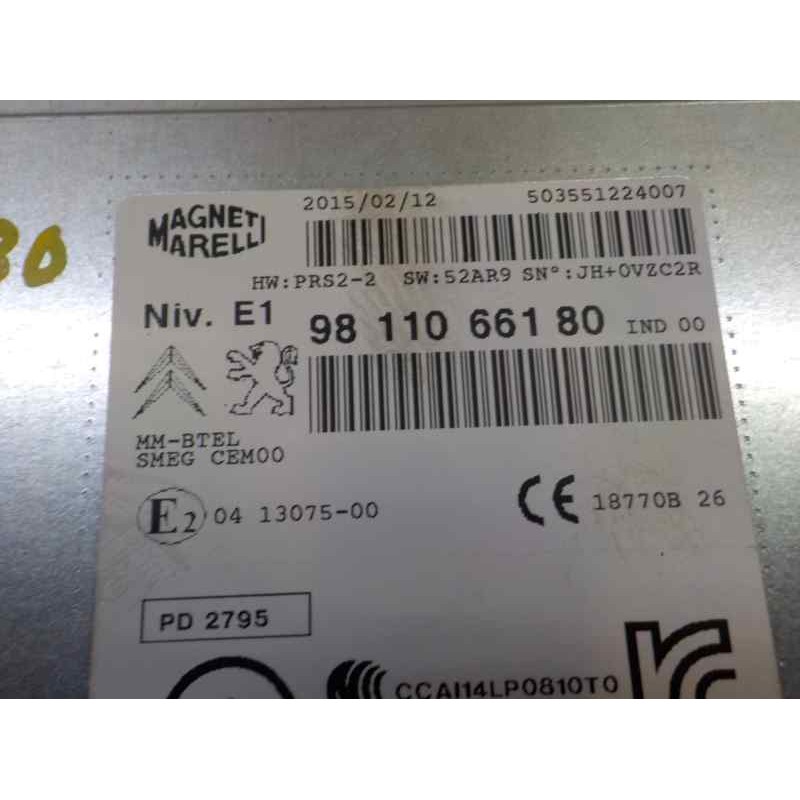 80
2015/02/12 503551224007
MAGNETI
MARELLI
HW:PRS2-2 SW:52AR9 SN°:JH+0VZC2R
Niv. E1 98 110 661 80 IND 00
MM-BTEL
SMEG CEM00
E2 04 13075-00 CE 18770B 26
PD 2795
CCAI14LP0810T0